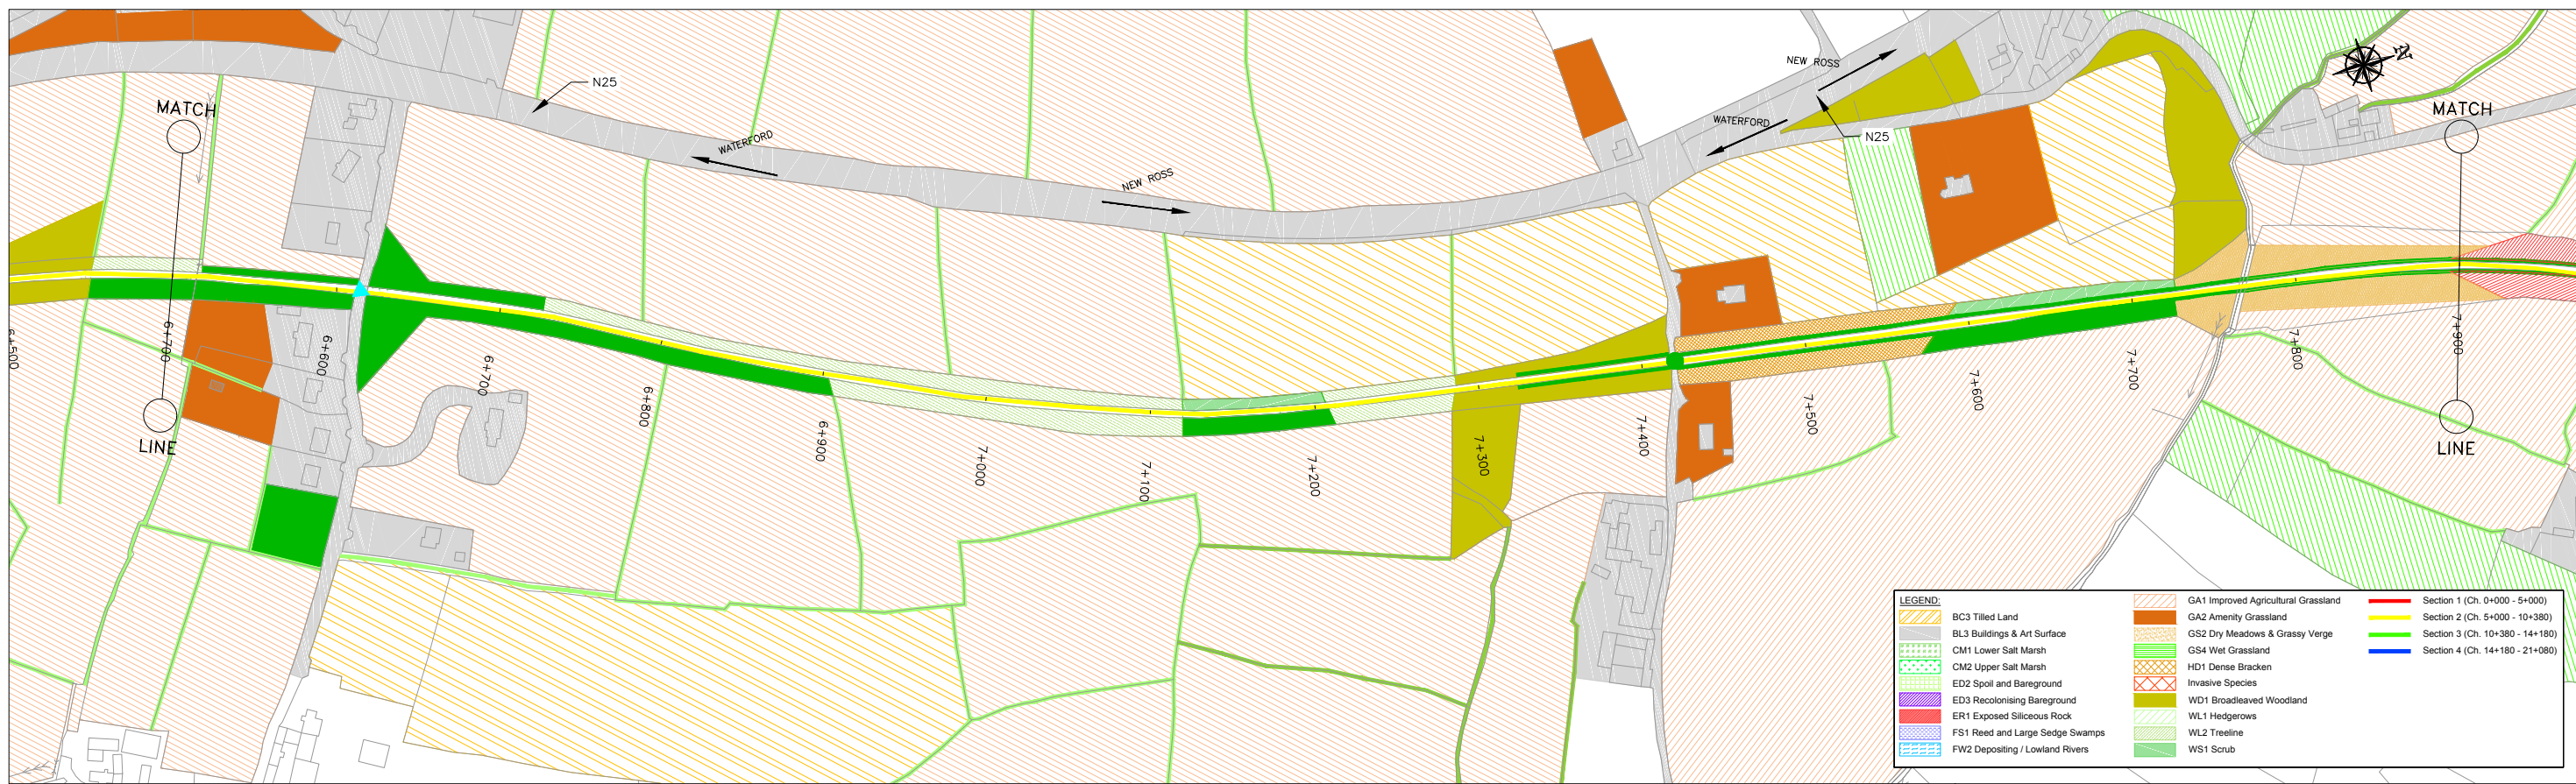 N25
MATCH
LINE
WATERFORD
NEW ROSS
NEW ROSS
WATERFORD
N25
N
MATCH
LINE
6+500
6+700
6+600
6+700
6+800
6+900
7+000
7+100
7+200
7+300
7+400
7+500
7+600
7+700
7+800
7+900
LEGEND:
BC3 Tilled Land
BL3 Buildings & Art Surface
CM1 Lower Salt Marsh
CM2 Upper Salt Marsh
ED2 Spoil and Bareground
ED3 Recolonising Bareground
ER1 Exposed Siliceous Rock
FS1 Reed and Large Sedge Swamps
FW2 Depositing / Lowland Rivers
GA1 Improved Agricultural Grassland
GA2 Amenity Grassland
GS2 Dry Meadows & Grassy Verge
GS4 Wet Grassland
HD1 Dense Bracken
Invasive Species
WD1 Broadleaved Woodland
WL1 Hedgerows
WL2 Treeline
WS1 Scrub
Section 1 (Ch. 0+000 - 5+000)
Section 2 (Ch. 5+000 - 10+380)
Section 3 (Ch. 10+380 - 14+180)
Section 4 (Ch. 14+180 - 21+080)